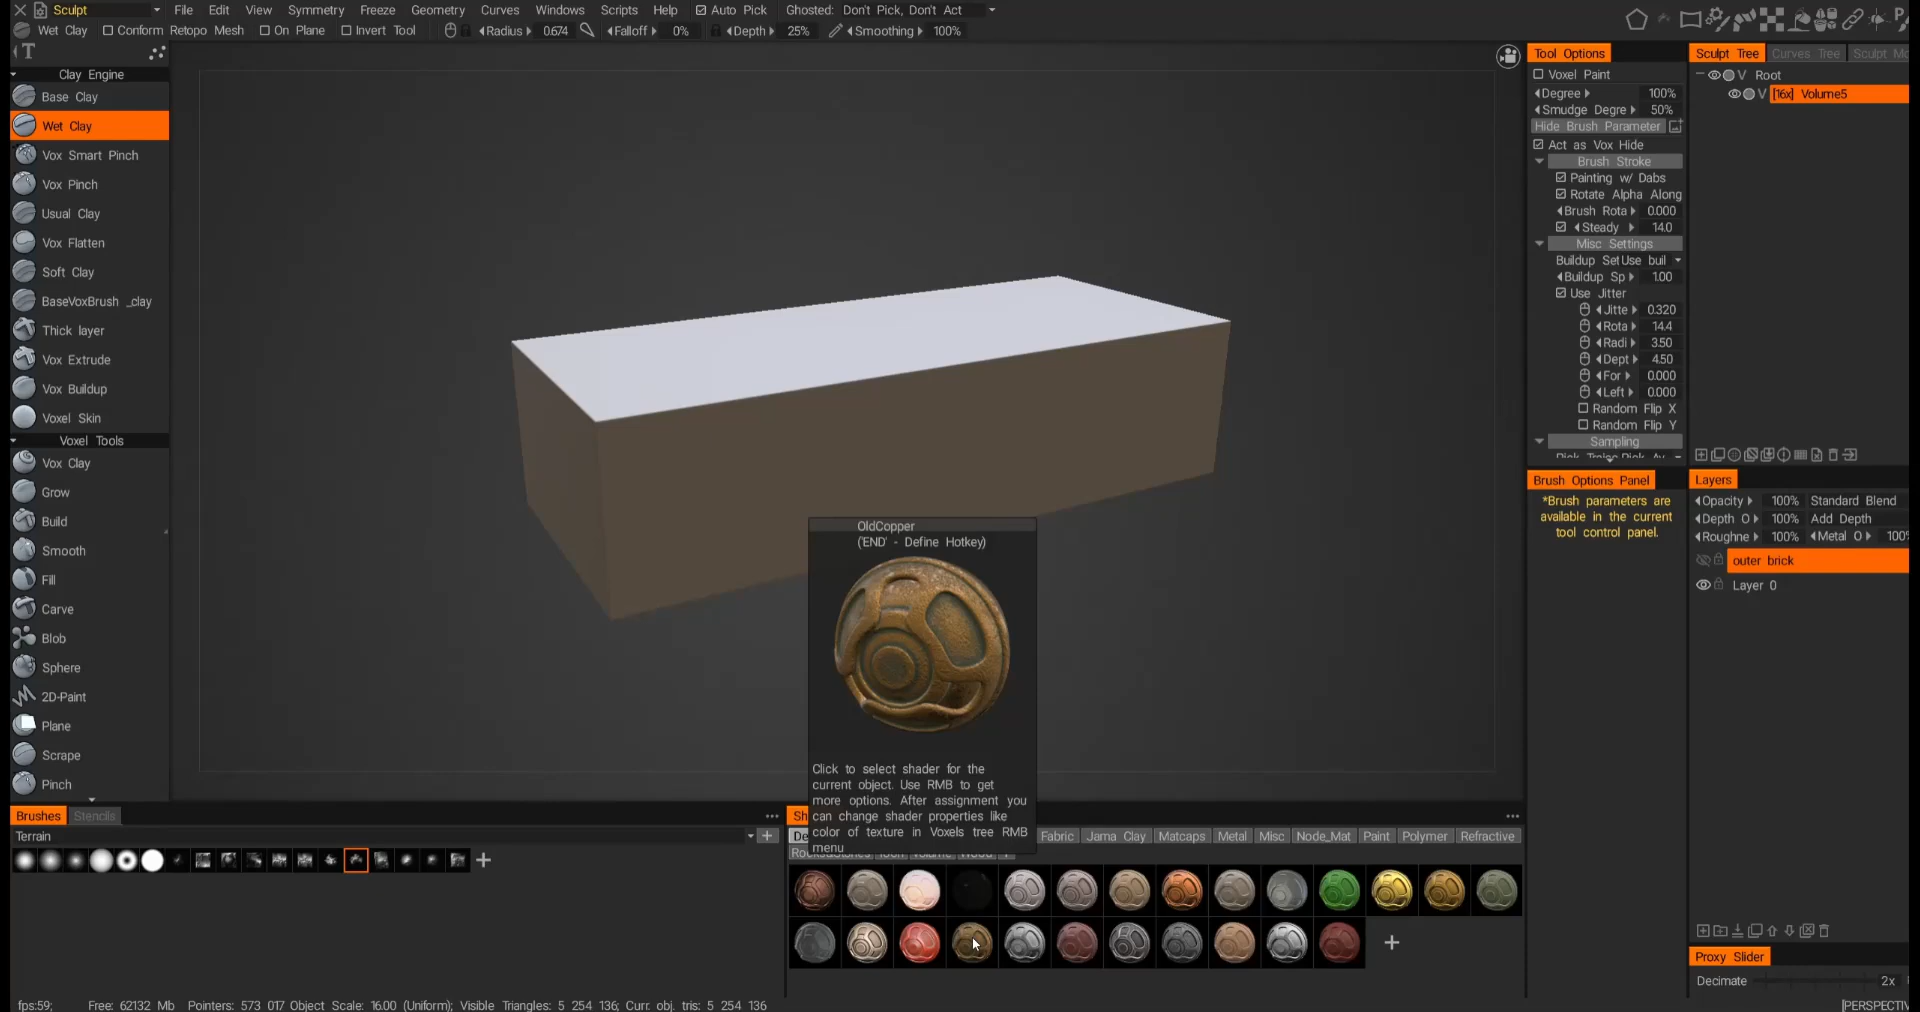 Sculpt File Edit View Symmetry Freeze Geometry Curves Windows Scripts Help Auto Pick Ghosted: Don't Pick, Don't Act
Wet Clay Conform Retopo Mesh On Plane Invert Tool Radius 0.674 Falloff 0% Depth 25% Smoothing 100%
T
Clay Engine
Base Clay
Wet Clay
Vox Smart Pinch
Vox Pinch
Usual Clay
Vox Flatten
Soft Clay
BaseVoxBrush _clay
Thick layer
Vox Extrude
Vox Buildup
Voxel Skin
Voxel Tools
Vox Clay
Grow
Build
Smooth
Fill
Carve
Blob
Sphere
2D-Paint
Plane
Scrape
Pinch
Brushes Stencils
Terrain
OldCopper
('END' - Define Hotkey)
Click to select shader for the
current object. Use RMB to get
more options. After assignment you
can change shader properties like
color of texture in Voxels tree RMB
menu
Sh
De Fabric Jama Clay Matcaps Metal Misc Node_Mat Paint Polymer Refractive
Tool Options
Voxel Paint
Degree 100%
Smudge Degre 50%
Hide Brush Parameter
Act as Vox Hide
Brush Stroke
Painting w/ Dabs
Rotate Alpha Along
Brush Rota 0.000
Steady 14.0
Misc Settings
Buildup SetUse buil
Buildup Sp 1.00
Use Jitter
Jitte 0.320
Rota 14.4
Radi 3.50
Dept 4.50
For 0.000
Left 0.000
Random Flip X
Random Flip Y
Sampling
Brush Options Panel
*Brush parameters are
available in the current
tool control panel.
Sculpt Tree Curves Tree Sculpt Mo
V Root
V [16x] Volume5
Layers
Opacity 100% Standard Blend
Depth O 100% Add Depth
Roughne 100% Metal O 100%
outer brick
Layer 0
Proxy Slider
Decimate 2x
fps:59; Free: 62132 Mb Pointers: 573 017 Object Scale: 16.00 (Uniform); Visible Triangles: 5 254 136; Curr. obj. tris: 5 254 136 [PERSPECTIV